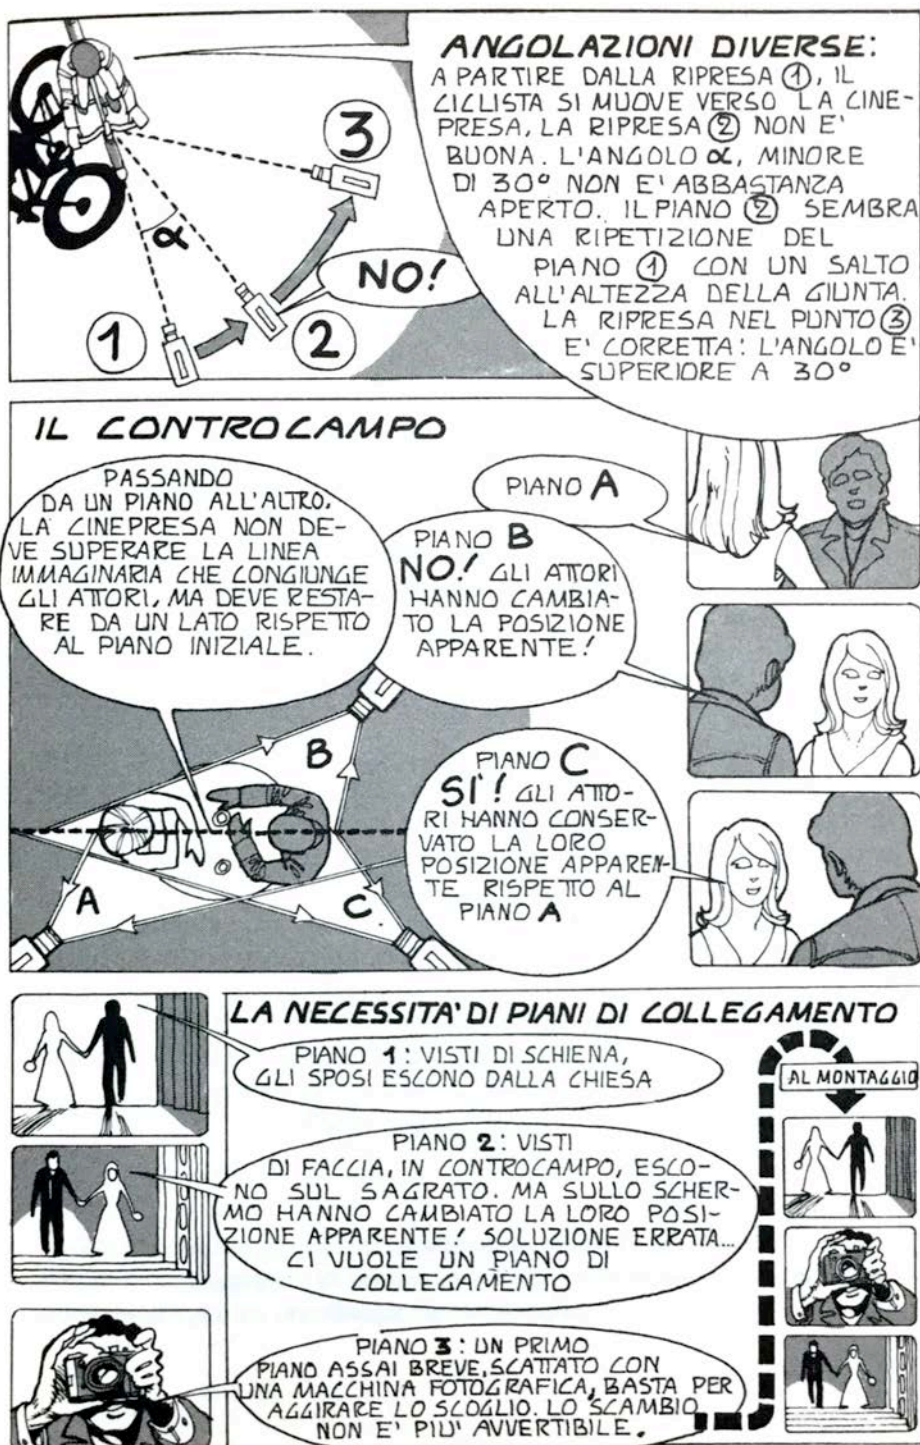 ANGOLAZIONI DIVERSE:
A PARTIRE DALLA RIPRESA ①, IL
CICLISTA SI MUOVE VERSO LA CINE-
PRESA, LA RIPRESA ② NON E'
BUONA. L'ANGOLO α, MINORE
DI 30° NON E' ABBASTANZA
APERTO. IL PIANO ② SEMBRA
UNA RIPETIZIONE DEL
PIANO ① CON UN SALTO
ALL'ALTEZZA DELLA GIUNTA.
LA RIPRESA NEL PUNTO ③
E' CORRETTA: L'ANGOLO E'
SUPERIORE A 30°
3
α
NO!
1
2
IL CONTROCAMPO
PASSANDO
DA UN PIANO ALL'ALTRO,
LA CINEPRESA NON DE-
VE SUPERARE LA LINEA
IMMAGINARIA CHE CONGIUNGE
GLI ATTORI, MA DEVE RESTA-
RE DA UN LATO RISPETTO
AL PIANO INIZIALE.
PIANO A
PIANO B
NO! GLI ATTORI
HANNO CAMBIA-
TO LA POSIZIONE
APPARENTE!
B
A
C
PIANO C
SÌ! GLI ATTO-
RI HANNO CONSER-
VATO LA LORO
POSIZIONE APPAREN-
TE RISPETTO AL
PIANO A
LA NECESSITA' DI PIANI DI COLLEGAMENTO
PIANO 1: VISTI DI SCHIENA,
GLI SPOSI ESCONO DALLA CHIESA
AL MONTAGGIO
PIANO 2: VISTI
DI FACCIA, IN CONTROCAMPO, ESCO-
NO SUL SAGRATO. MA SULLO SCHER-
MO HANNO CAMBIATO LA LORO POSI-
ZIONE APPARENTE! SOLUZIONE ERRATA...
CI VUOLE UN PIANO DI
COLLEGAMENTO
PIANO 3: UN PRIMO
PIANO ASSAI BREVE, SCATTATO CON
UNA MACCHINA FOTOGRAFICA, BASTA PER
AGGIRARE LO SCOGLIO. LO SCAMBIO
NON E' PIU' AVVERTIBILE.